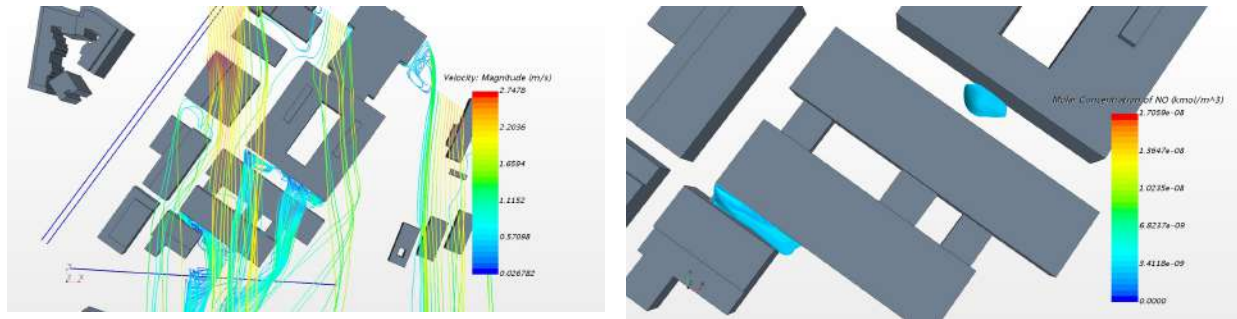 Velocity: Magnitude (m/s)
2.7478
2.2036
1.6594
1.1152
0.57098
0.026782
Molar Concentration of NO (kmol/m^3)
1.7059e-08
1.3647e-08
1.0235e-08
6.8237e-09
3.4118e-09
0.0000